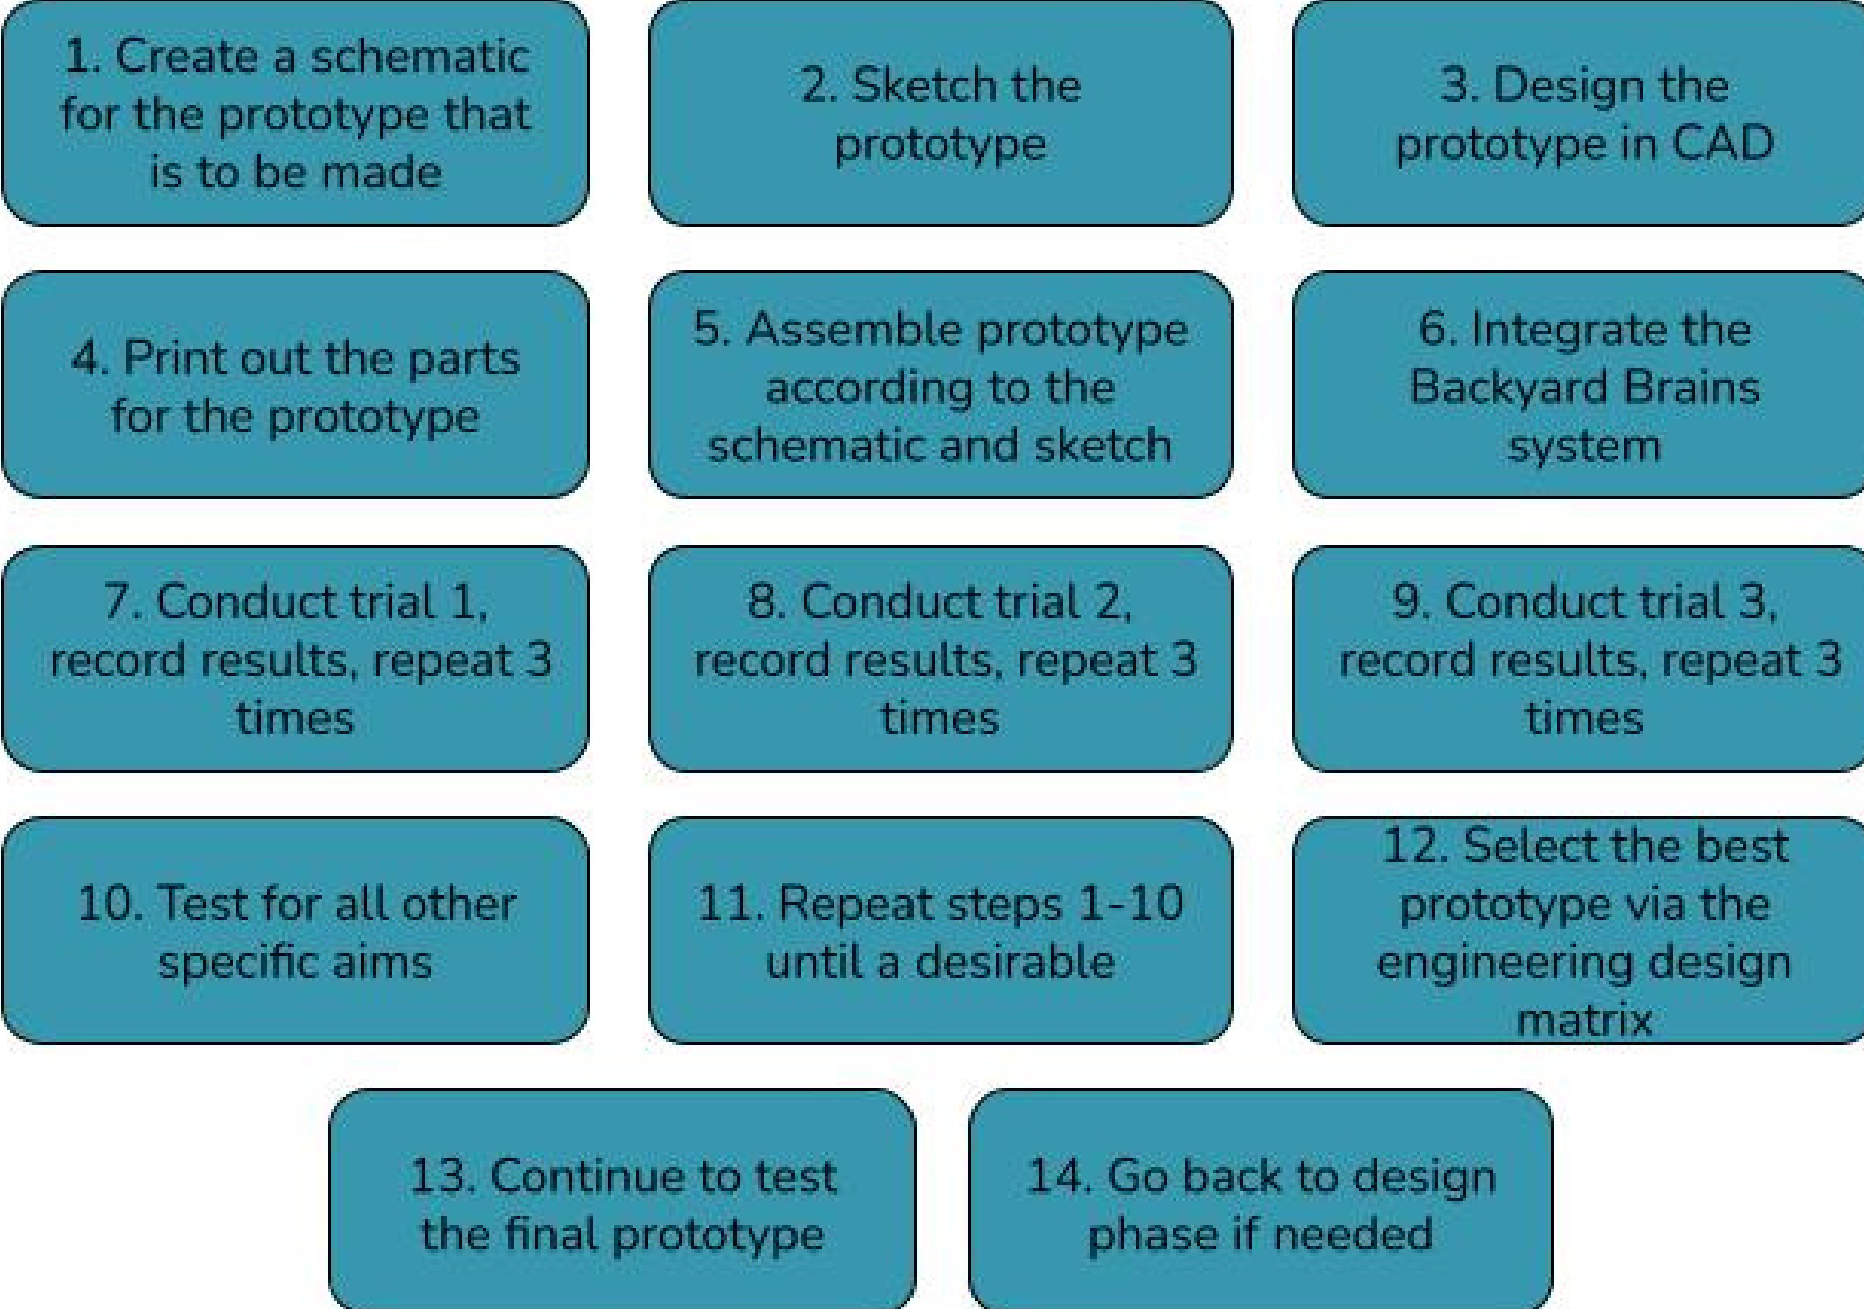 1. Create a schematic
for the prototype that
is to be made
2. Sketch the
prototype
3. Design the
prototype in CAD
4. Print out the parts
for the prototype
5. Assemble prototype
according to the
schematic and sketch
6. Integrate the
Backyard Brains
system
7. Conduct trial 1,
record results, repeat 3
times
8. Conduct trial 2,
record results, repeat 3
times
9. Conduct trial 3,
record results, repeat 3
times
10. Test for all other
specific aims
11. Repeat steps 1-10
until a desirable
12. Select the best
prototype via the
engineering design
matrix
13. Continue to test
the final prototype
14. Go back to design
phase if needed